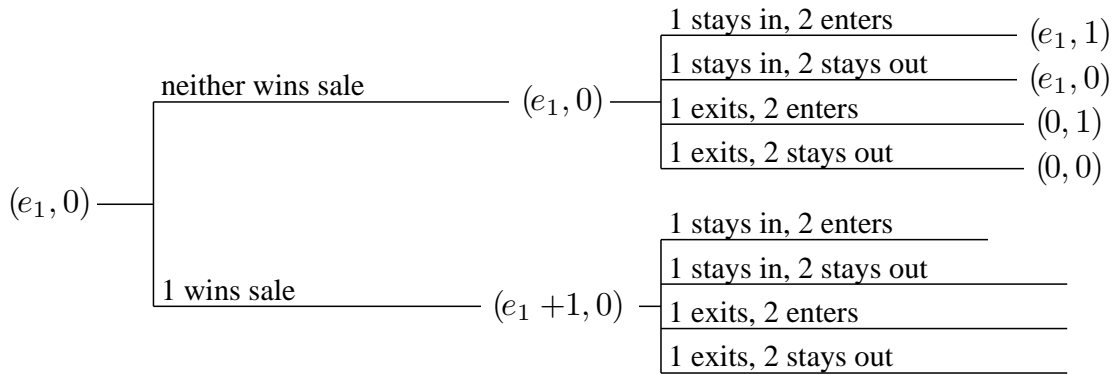 1 stays in, 2 enters (e₁, 1)
neither wins sale (e₁, 0) 1 stays in, 2 stays out (e₁, 0)
1 exits, 2 enters (0, 1)
1 exits, 2 stays out (0, 0)
(e₁, 0)
1 stays in, 2 enters
1 wins sale (e₁ +1, 0) 1 stays in, 2 stays out
1 exits, 2 enters
1 exits, 2 stays out